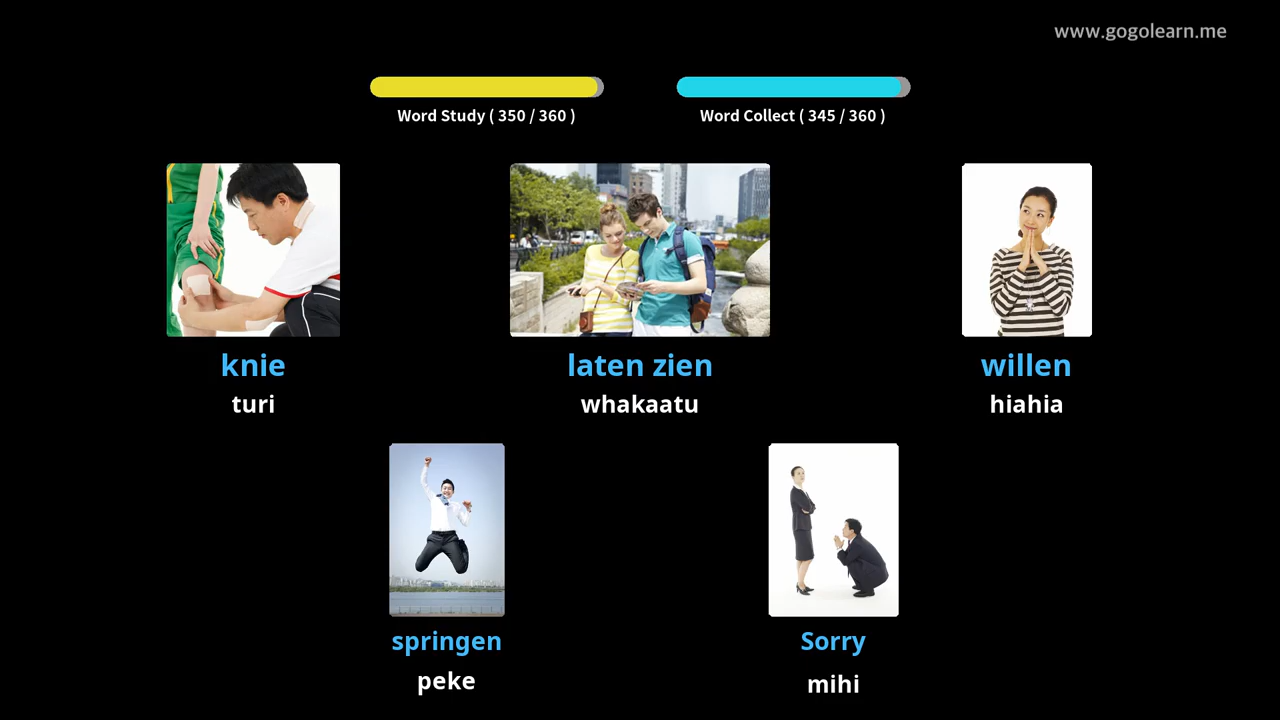 www.gogolearn.me
Word Study ( 350 / 360 )
Word Collect ( 345 / 360 )
knie
turi
laten zien
whakaatu
willen
hiahia
springen
peke
Sorry
mihi